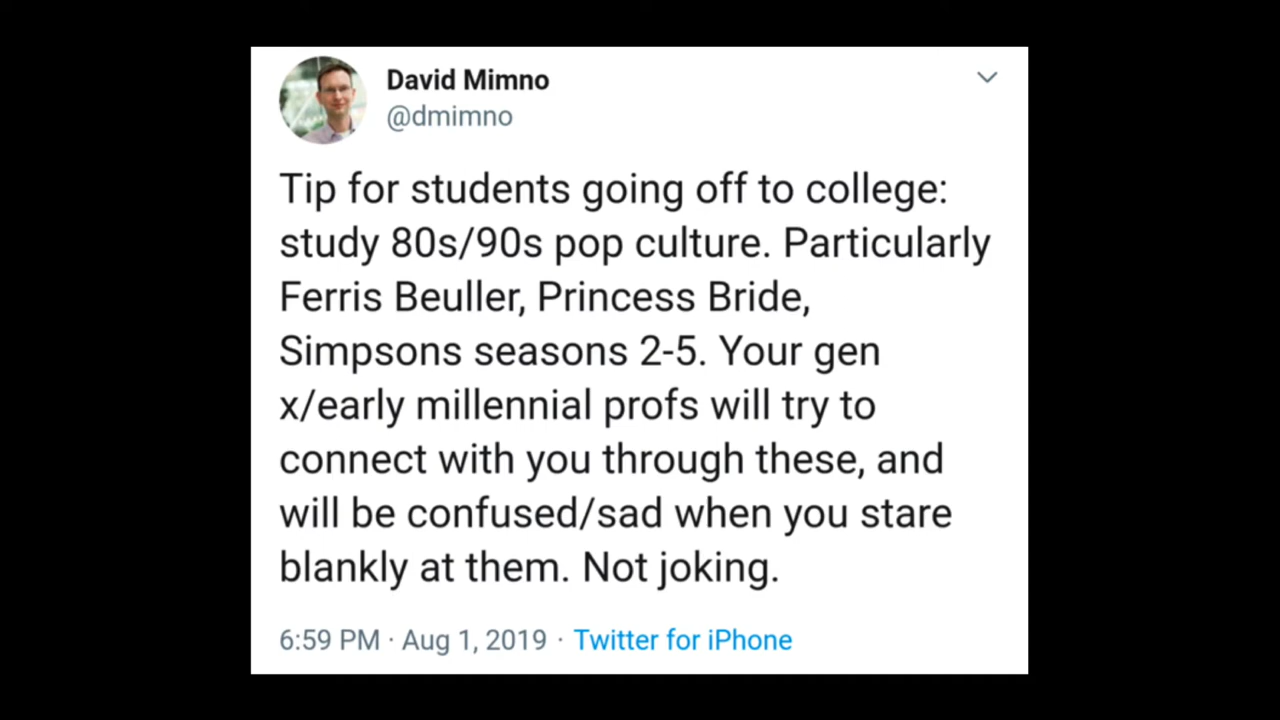 David Mimno
@dmimno
Tip for students going off to college:
study 80s/90s pop culture. Particularly
Ferris Beuller, Princess Bride,
Simpsons seasons 2-5. Your gen
x/early millennial profs will try to
connect with you through these, and
will be confused/sad when you stare
blankly at them. Not joking.
6:59 PM · Aug 1, 2019 · Twitter for iPhone